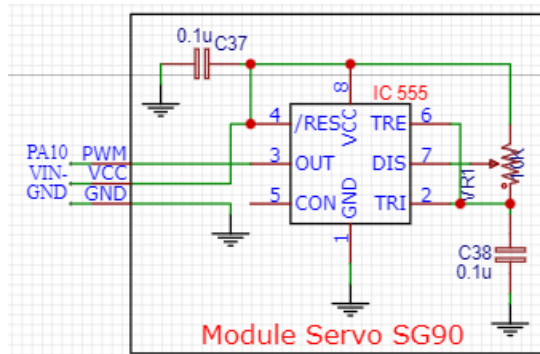 0.1u C37
IC 555
8
4 /RES VCC TRE 6
PA10 PWM 3 OUT DIS 7 10K
VIN- VCC
GND GND 5 CON GND TRI 2 VR1
1
C38
0.1u
Module Servo SG90